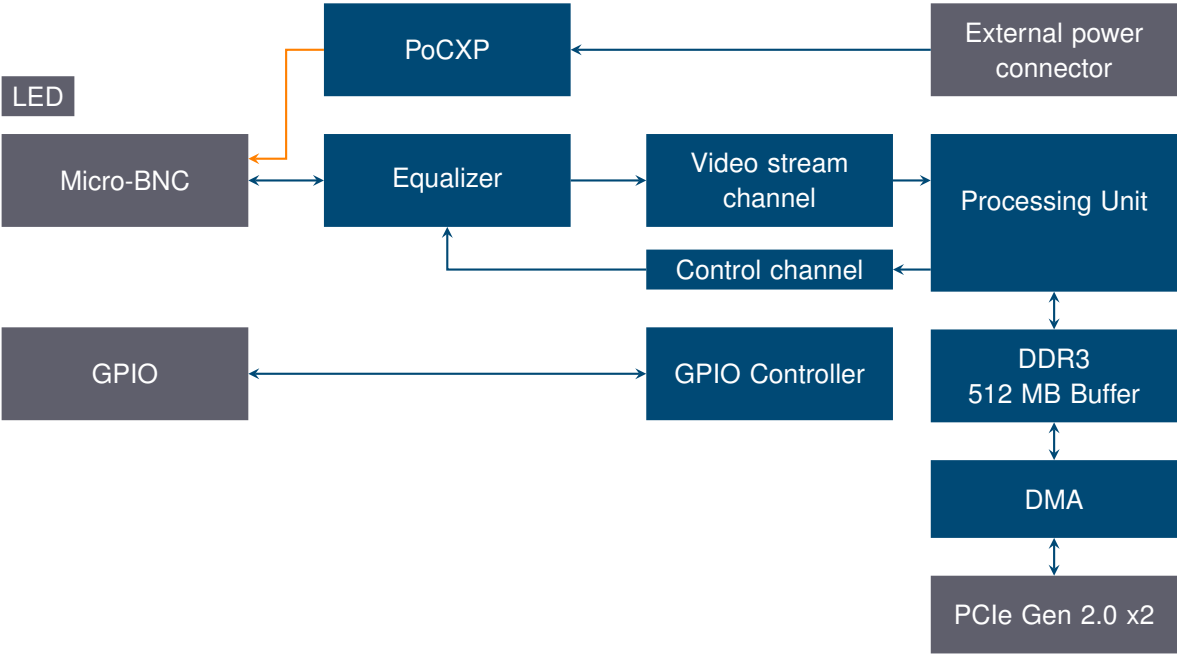 PoCXP
External power
connector
LED
Micro-BNC
Equalizer
Video stream
channel
Processing Unit
Control channel
GPIO
GPIO Controller
DDR3
512 MB Buffer
DMA
PCIe Gen 2.0 x2